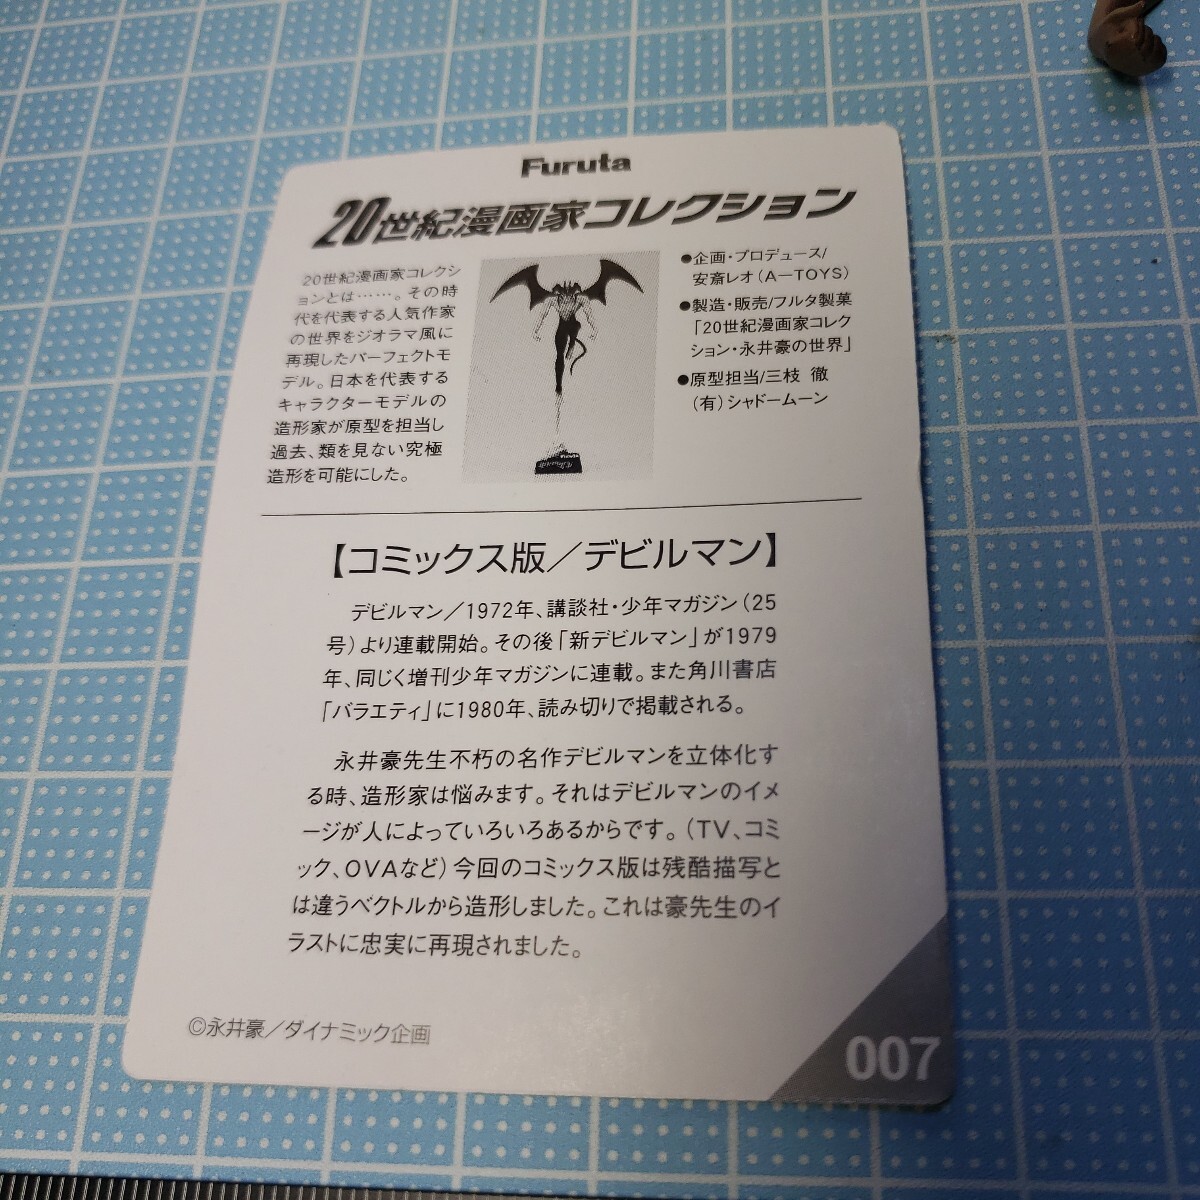 Furuta
20世紀漫画家コレクション
20世紀漫画家コレクシ
ョンとは……。その時
代を代表する人気作家
の世界をジオラマ風に
再現したパーフェクトモ
デル。日本を代表する
キャラクターモデルの
造形家が原型を担当し
過去、類を見ない究極
造形を可能にした。
●企画・プロデュース/
安斎レオ(A-TOYS)
●製造・販売/フルタ製菓
「20世紀漫画家コレク
ション・永井豪の世界」
●原型担当/三枝 徹
(有)シャドームーン
【コミックス版／デビルマン】
デビルマン／1972年、講談社・少年マガジン(25
号)より連載開始。その後「新デビルマン」が1979
年、同じく増刊少年マガジンに連載。また角川書店
「バラエティ」に1980年、読み切りで掲載される。
永井豪先生不朽の名作デビルマンを立体化す
る時、造形家は悩みます。それはデビルマンのイメ
ージが人によっていろいろあるからです。(TV、コミ
ック、OVAなど)今回のコミックス版は残酷描写と
は違うベクトルから造形しました。これは豪先生のイ
ラストに忠実に再現されました。
©永井豪／ダイナミック企画
007